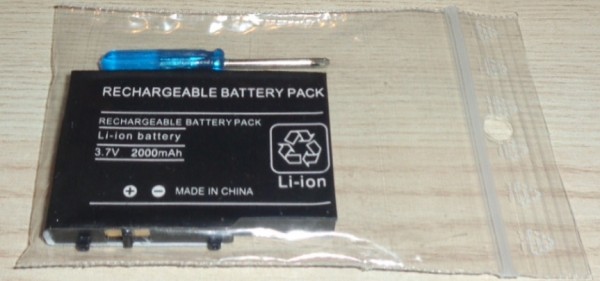 RECHARGEABLE BATTERY PACK
RECHARGEABLE BATTERY PACK
Li-ion battery
3.7V 2000mAh
Li-ion
MADE IN CHINA